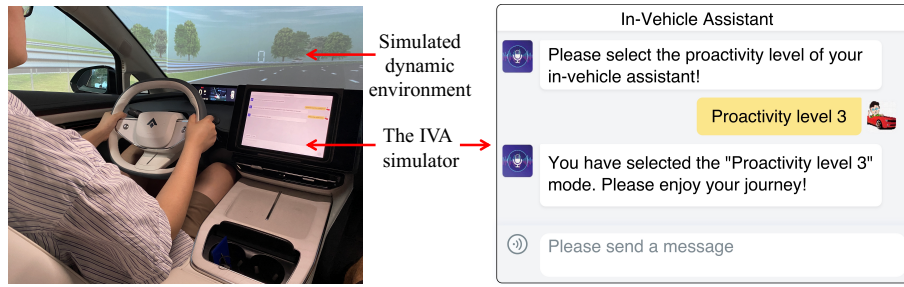 Simulated
dynamic
environment
The IVA
simulator
In-Vehicle Assistant
Please select the proactivity level of your
in-vehicle assistant!
Proactivity level 3
You have selected the "Proactivity level 3"
mode. Please enjoy your journey!
Please send a message